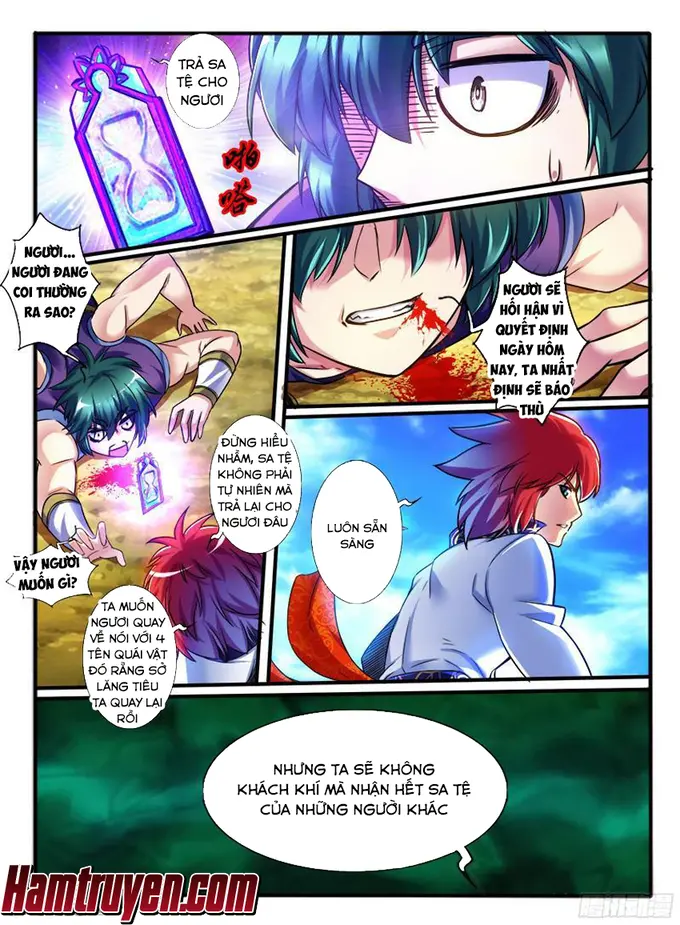 TRẢ SA
TỆ CHO
NGƯƠI
啪
嗒
NGƯƠI...
NGƯƠI ĐANG
COI THƯỜNG
RA SAO?
NGƯƠI SẼ
HỐI HẬN VÌ
QUYẾT ĐỊNH
NGÀY HÔM
NAY, TA NHẤT
ĐỊNH SẼ BÁO
THÙ
ĐỪNG HIỂU
NHẦM, SA TỆ
KHÔNG PHẢI
TỰ NHIÊN MÀ
TRẢ LẠI CHO
NGƯƠI ĐÂU
LUÔN SẴN
SÀNG
VẬY NGƯƠI
MUỐN GÌ?
TA MUỐN
NGƯƠI QUAY
VỀ NÓI VỚI 4
TÊN QUÁI VẬT
ĐÓ RẰNG SỞ
LĂNG TIÊU
TA QUAY LẠI
RỒI
NHƯNG TA SẼ KHÔNG
KHÁCH KHÍ MÀ NHẬN HẾT SA TỆ
CỦA NHỮNG NGƯỜI KHÁC
Hamtruyen.com